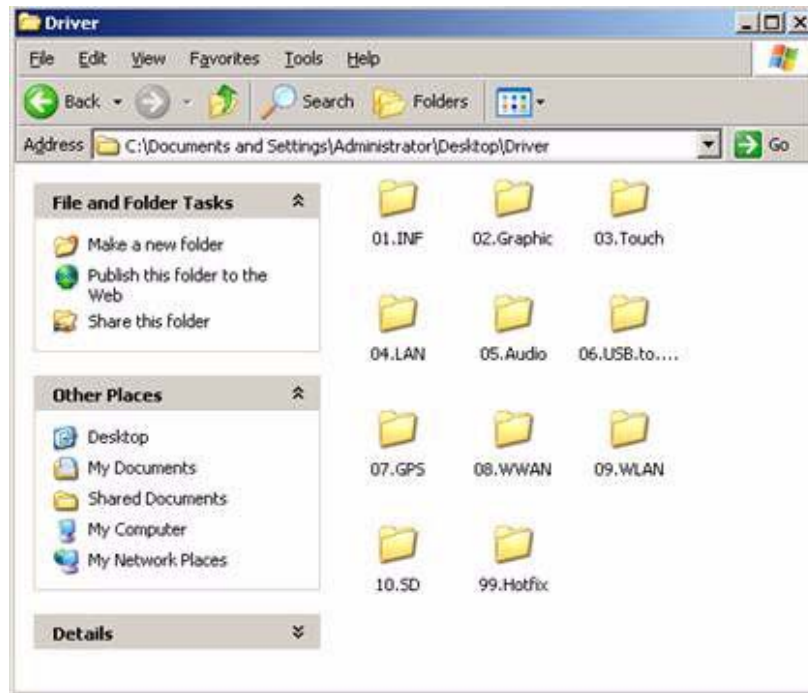 Driver
File Edit View Favorites Tools Help
Back Search Folders
Address C:\Documents and Settings\Administrator\Desktop\Driver Go
File and Folder Tasks
Make a new folder
Publish this folder to the
Web
Share this folder
Other Places
Desktop
My Documents
Shared Documents
My Computer
My Network Places
Details
01.INF 02.Graphic 03.Touch
04.LAN 05.Audio 06.USB.to....
07.GPS 08.WWAN 09.WLAN
10.SD 99.Hotfix